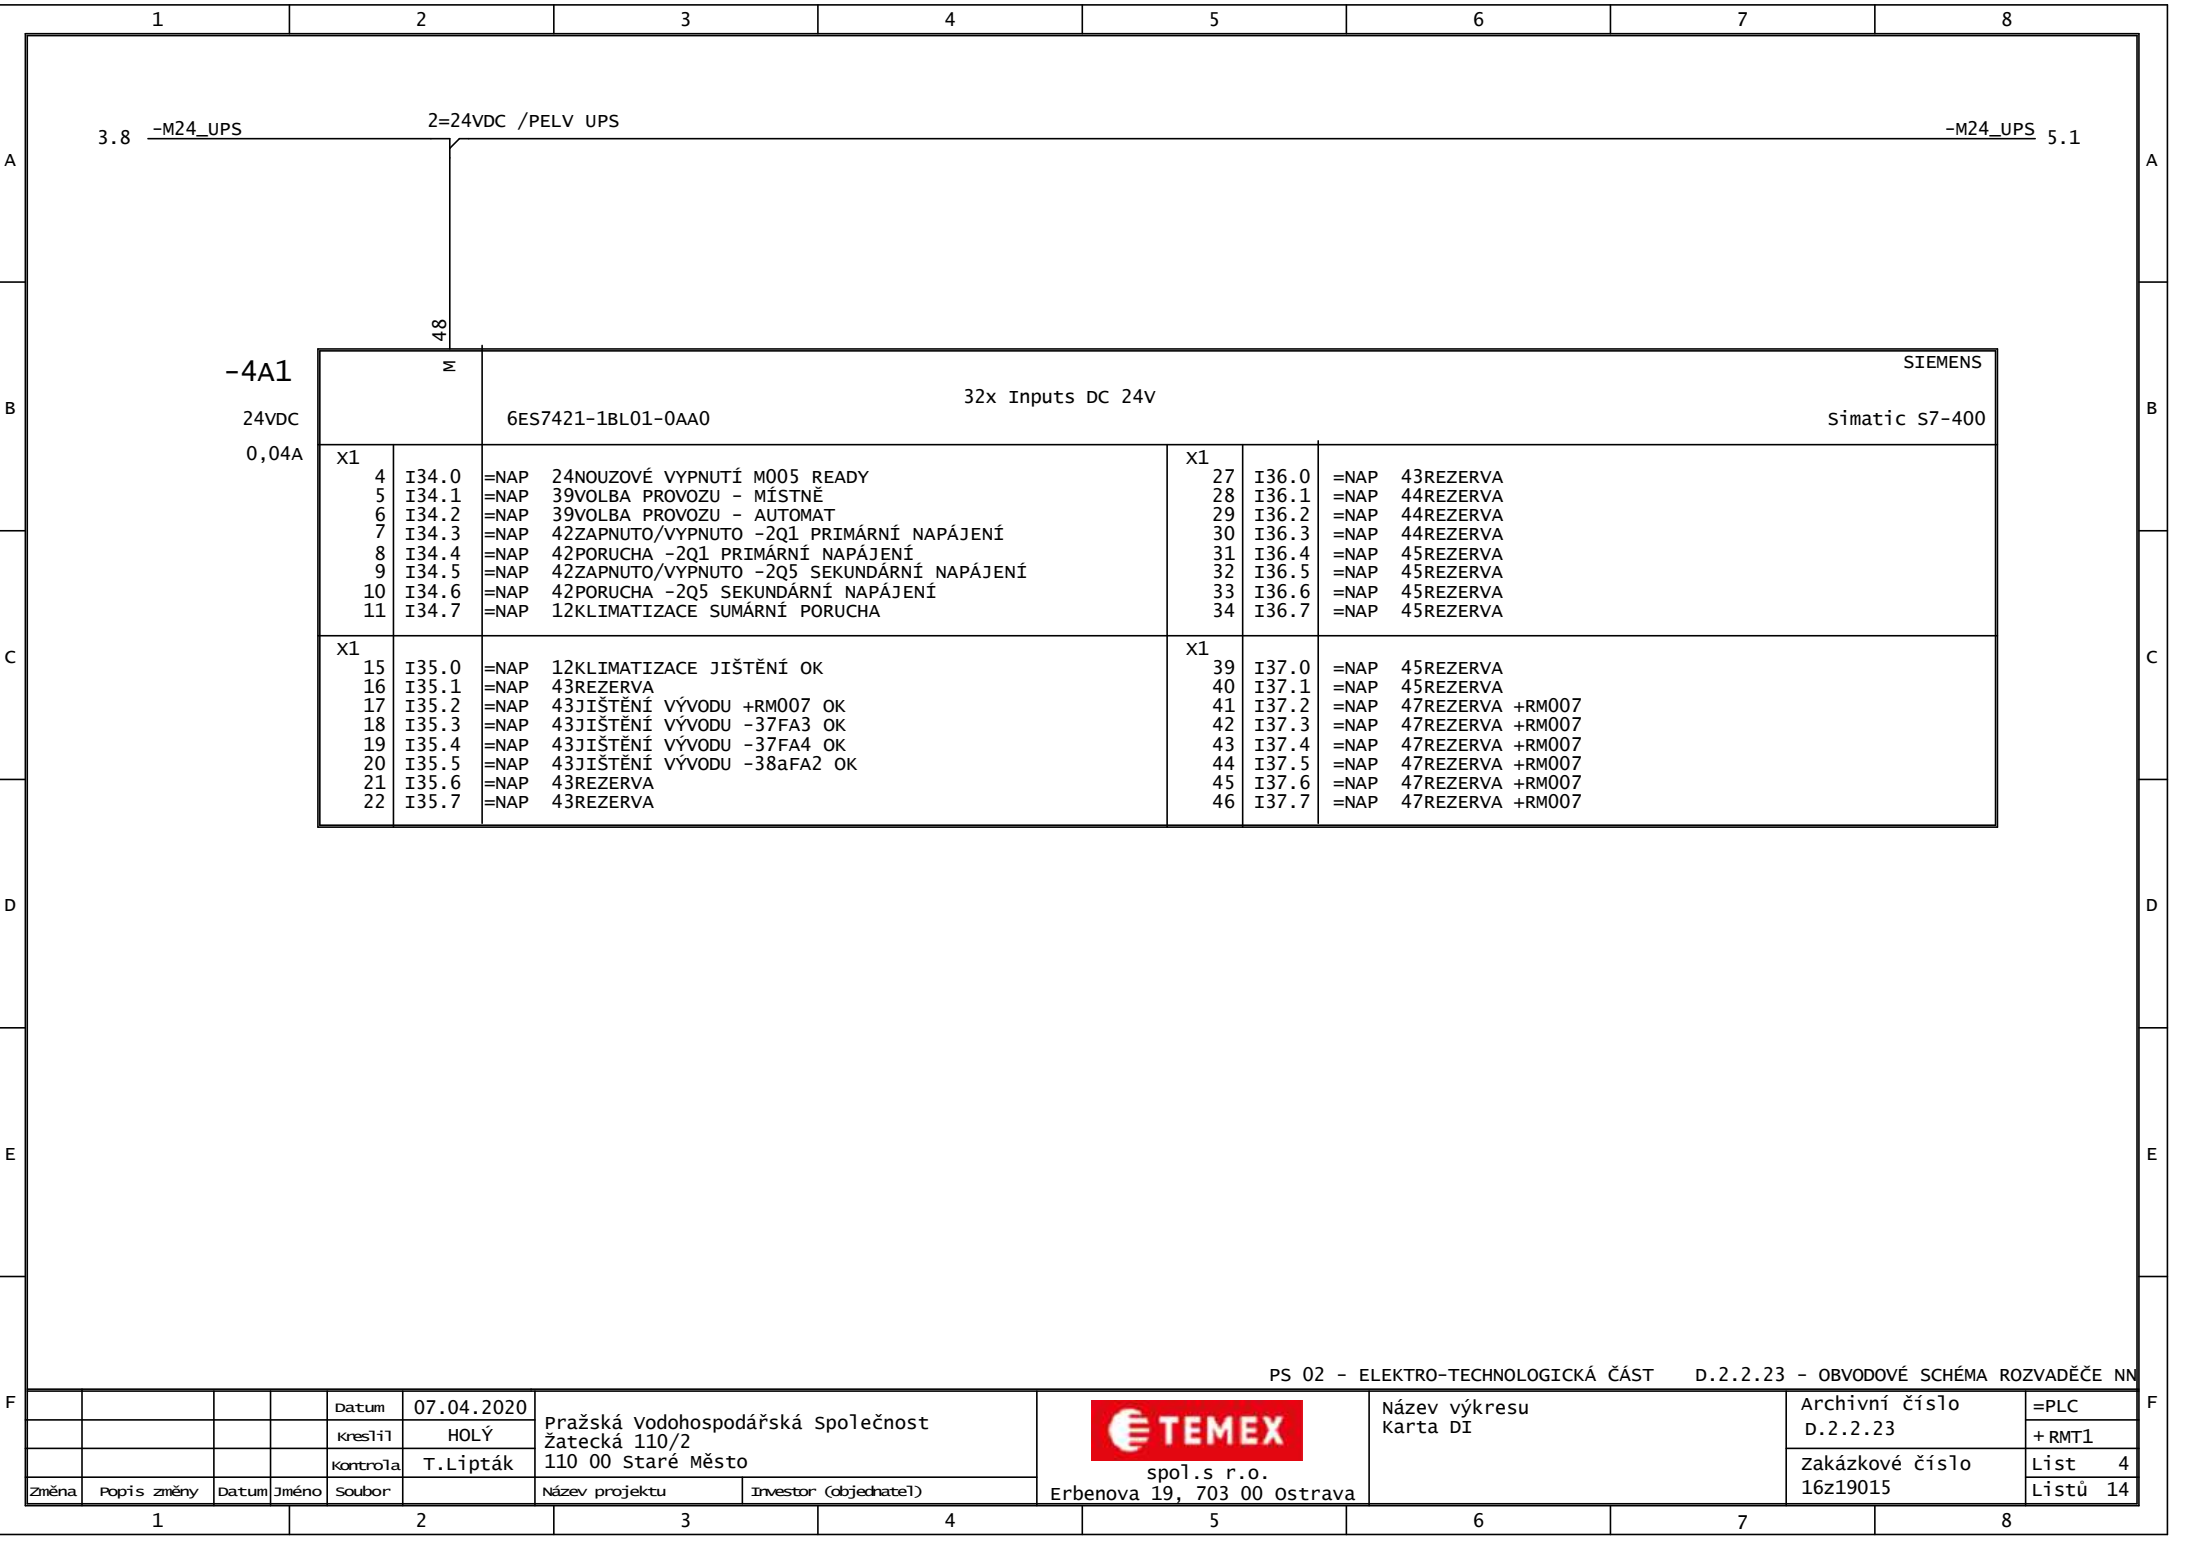 1 2 3 4 5 6 7 8
3.8 -M24_UPS 2=24VDC /PELV UPS -M24_UPS 5.1
A A
48
-4A1 M SIEMENS
32x Inputs DC 24V
B B
24VDC 6ES7421-1BL01-0AA0 Simatic S7-400
0,04A
X1 X1
4 I34.0 =NAP 24NOUZOVÉ VYPNUTÍ M005 READY 27 I36.0 =NAP 43REZERVA
5 I34.1 =NAP 39VOLBA PROVOZU - MÍSTNĚ 28 I36.1 =NAP 44REZERVA
6 I34.2 =NAP 39VOLBA PROVOZU - AUTOMAT 29 I36.2 =NAP 44REZERVA
7 I34.3 =NAP 42ZAPNUTO/VYPNUTO -2Q1 PRIMÁRNÍ NAPÁJENÍ 30 I36.3 =NAP 44REZERVA
8 I34.4 =NAP 42PORUCHA -2Q1 PRIMÁRNÍ NAPÁJENÍ 31 I36.4 =NAP 45REZERVA
9 I34.5 =NAP 42ZAPNUTO/VYPNUTO -2Q5 SEKUNDÁRNÍ NAPÁJENÍ 32 I36.5 =NAP 45REZERVA
10 I34.6 =NAP 42PORUCHA -2Q5 SEKUNDÁRNÍ NAPÁJENÍ 33 I36.6 =NAP 45REZERVA
11 I34.7 =NAP 12KLIMATIZACE SUMÁRNÍ PORUCHA 34 I36.7 =NAP 45REZERVA
C X1 X1 C
15 I35.0 =NAP 12KLIMATIZACE JIŠTĚNÍ OK 39 I37.0 =NAP 45REZERVA
16 I35.1 =NAP 43REZERVA 40 I37.1 =NAP 45REZERVA
17 I35.2 =NAP 43JIŠTĚNÍ VÝVODU +RM007 OK 41 I37.2 =NAP 47REZERVA +RM007
18 I35.3 =NAP 43JIŠTĚNÍ VÝVODU -37FA3 OK 42 I37.3 =NAP 47REZERVA +RM007
19 I35.4 =NAP 43JIŠTĚNÍ VÝVODU -37FA4 OK 43 I37.4 =NAP 47REZERVA +RM007
20 I35.5 =NAP 43JIŠTĚNÍ VÝVODU -38aFA2 OK 44 I37.5 =NAP 47REZERVA +RM007
21 I35.6 =NAP 43REZERVA 45 I37.6 =NAP 47REZERVA +RM007
22 I35.7 =NAP 43REZERVA 46 I37.7 =NAP 47REZERVA +RM007
D D
E E
PS 02 - ELEKTRO-TECHNOLOGICKÁ ČÁST D.2.2.23 - OBVODOVÉ SCHÉMA ROZVADĚČE NN
F F
Datum 07.04.2020
Kreslil HOLÝ
Kontrola T.Lipták
Změna Popis změny Datum Jméno Soubor
Pražská Vodohospodářská Společnost
Žatecká 110/2
110 00 Staré Město
Název projektu Investor (objednatel)
TEMEX
spol.s r.o.
Erbenova 19, 703 00 Ostrava
Název výkresu
Karta DI
Archivní číslo
D.2.2.23
Zakázkové číslo
16z19015
=PLC
+RMT1
List 4
Listů 14
1 2 3 4 5 6 7 8